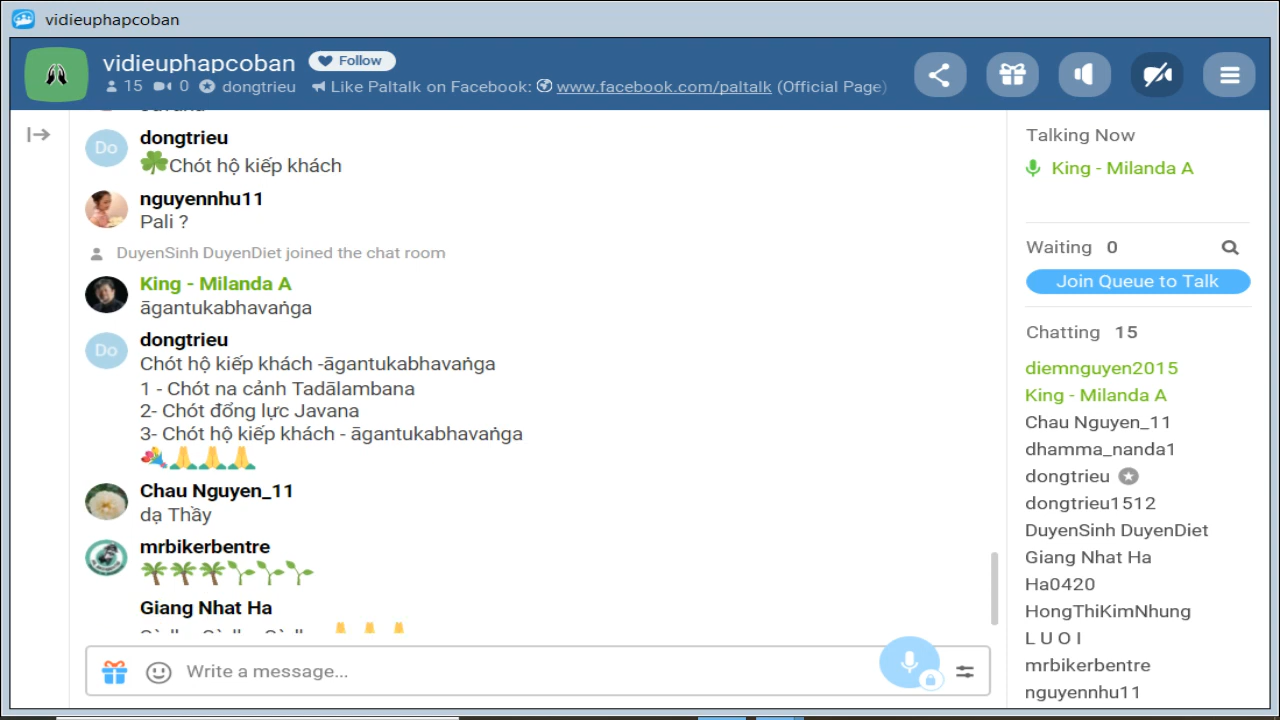 vidieuphapcoban
vidieuphapcoban Follow
15 0 dongtrieu Like Paltalk on Facebook: www.facebook.com/paltalk (Official Page)
Do
dongtrieu
Chót hộ kiếp khách
nguyennhu11
Pali ?
DuyenSinh DuyenDiet joined the chat room
King - Milanda A
āgantukabhavaṅga
Do
dongtrieu
Chót hộ kiếp khách -āgantukabhavaṅga
1 - Chót na cảnh Tadālambana
2- Chót đổng lực Javana
3- Chót hộ kiếp khách - āgantukabhavaṅga
Chau Nguyen_11
dạ Thầy
mrbikerbentre
Giang Nhat Ha
Write a message...
Talking Now
King - Milanda A
Waiting 0
Join Queue to Talk
Chatting 15
diemnguyen2015
King - Milanda A
Chau Nguyen_11
dhamma_nanda1
dongtrieu
dongtrieu1512
DuyenSinh DuyenDiet
Giang Nhat Ha
Ha0420
HongThiKimNhung
L U O I
mrbikerbentre
nguyennhu11